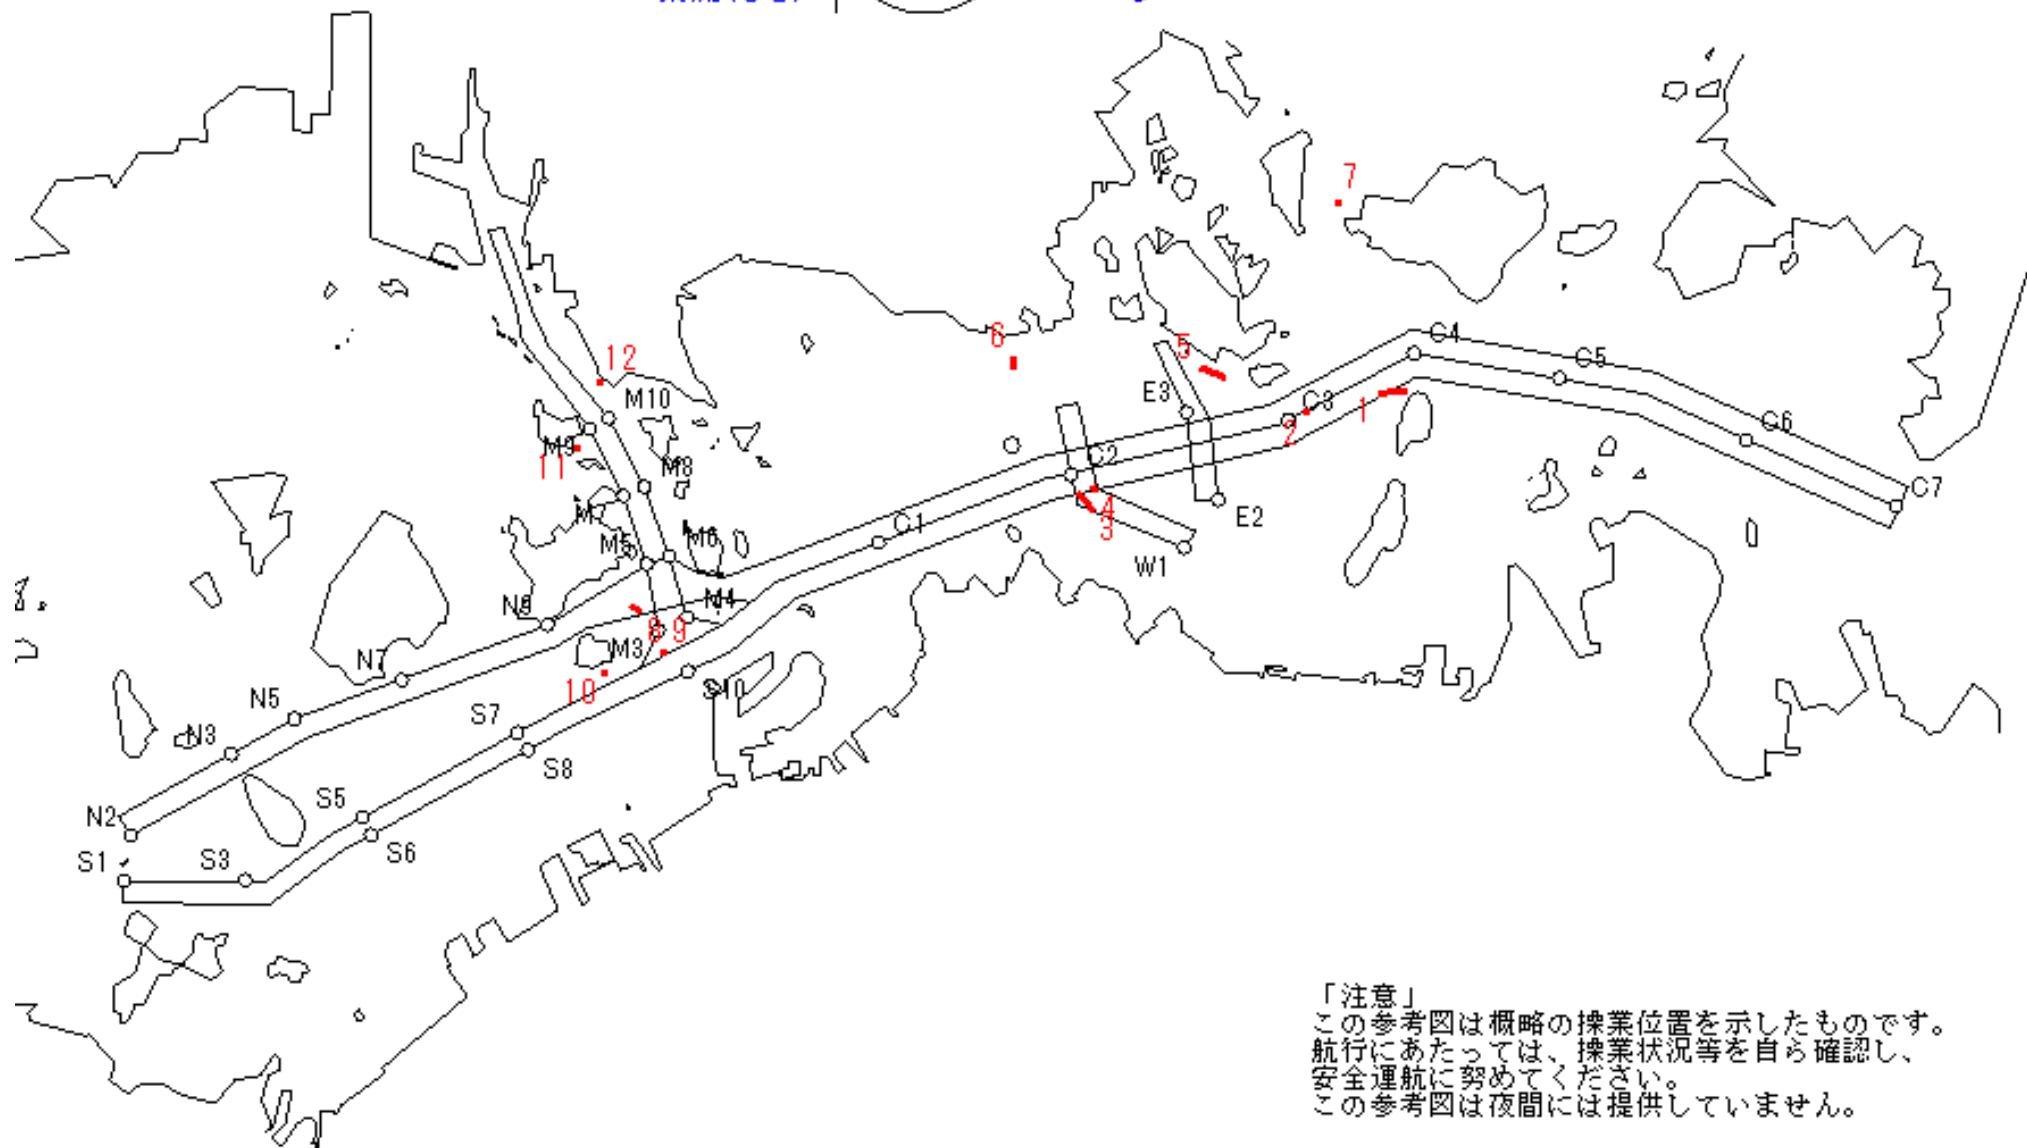 7
6
5
C4
C5
12
M10
E3
C3
1
2
C6
M9
11
M8
C2
C7
M7
4
3
E2
C1
M6
M5
W1
N9
M4
8
9
M3
N7
10
S10
N5
S7
N3
S8
S5
N2
S6
S1
S3
「注意」
この参考図は概略の操業位置を示したものです。
航行にあたっては、操業状況等を自ら確認し、
安全運航に努めてください。
この参考図は夜間には提供していません。